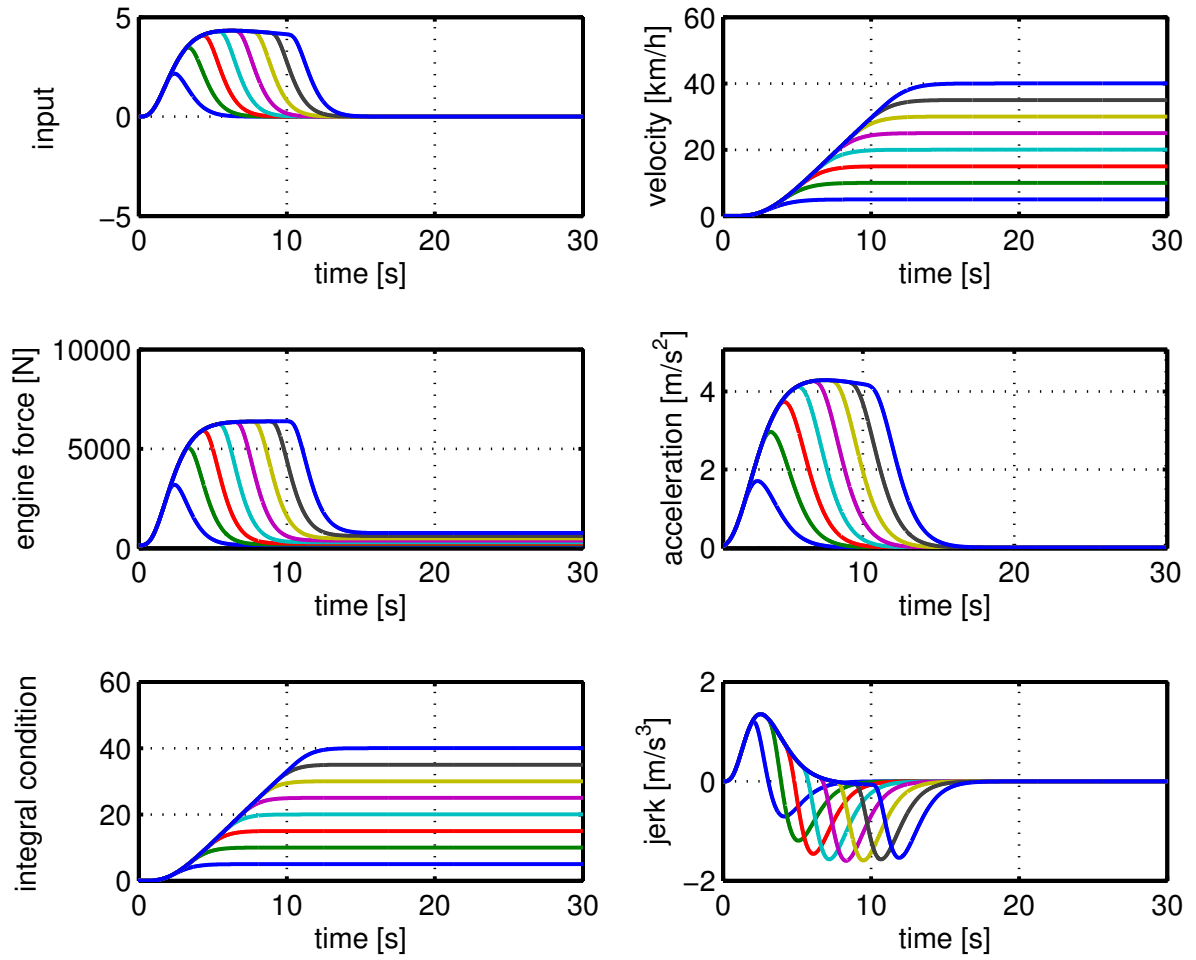 input
5
0
−5
0 10 20 30
time [s]
velocity [km/h]
60
40
20
0
0 10 20 30
time [s]
engine force [N]
10000
5000
0
0 10 20 30
time [s]
acceleration [m/s²]
4
2
0
0 10 20 30
time [s]
integral condition
60
40
20
0
0 10 20 30
time [s]
jerk [m/s³]
2
0
−2
0 10 20 30
time [s]